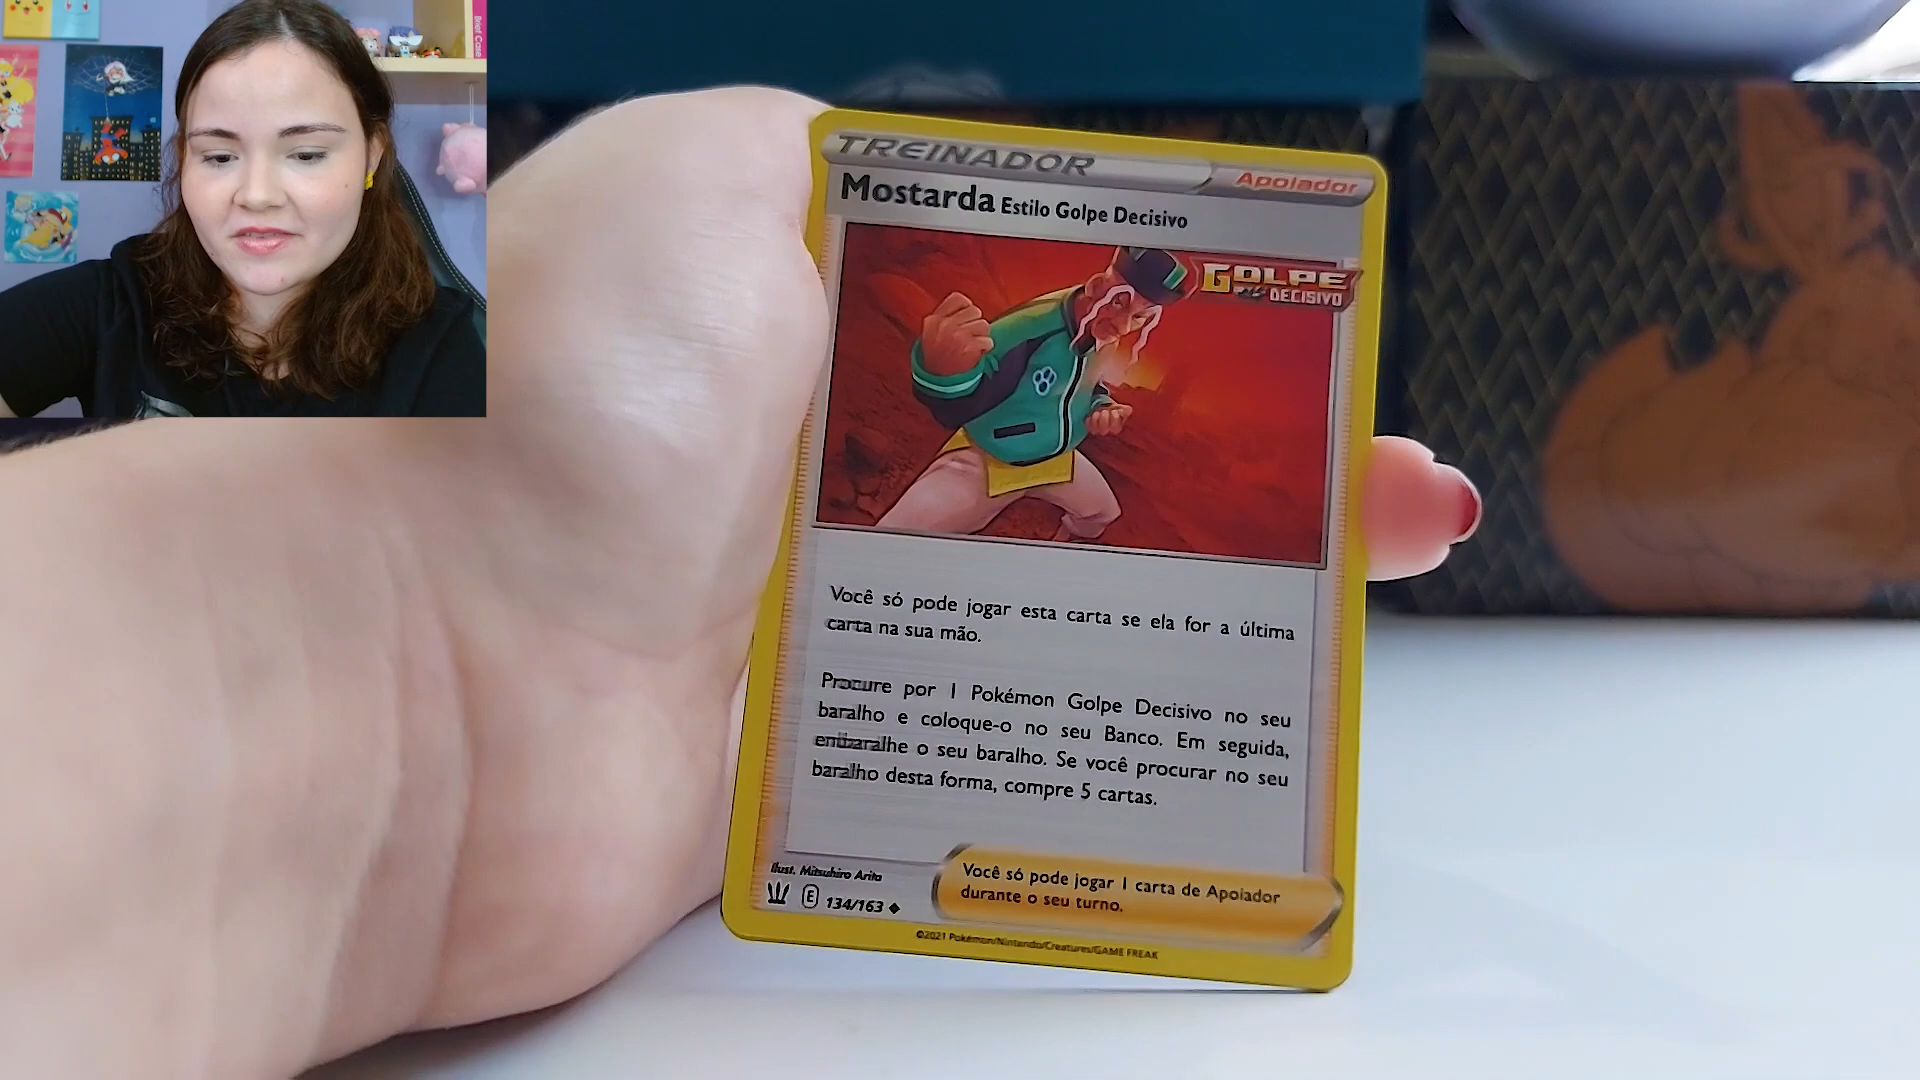 Brief Case
TREINADOR
Apoiador
Mostarda Estilo Golpe Decisivo
GOLPE
DECISIVO
Você só pode jogar esta carta se ela for a última
carta na sua mão.
Procure por 1 Pokémon Golpe Decisivo no seu
baralho e coloque-o no seu Banco. Em seguida,
embaralhe o seu baralho. Se você procurar no seu
baralho desta forma, compre 5 cartas.
Ilust. Mitsuhiro Arita
E 134/163
Você só pode jogar 1 carta de Apoiador
durante o seu turno.
©2021 Pokémon/Nintendo/Creatures/GAME FREAK